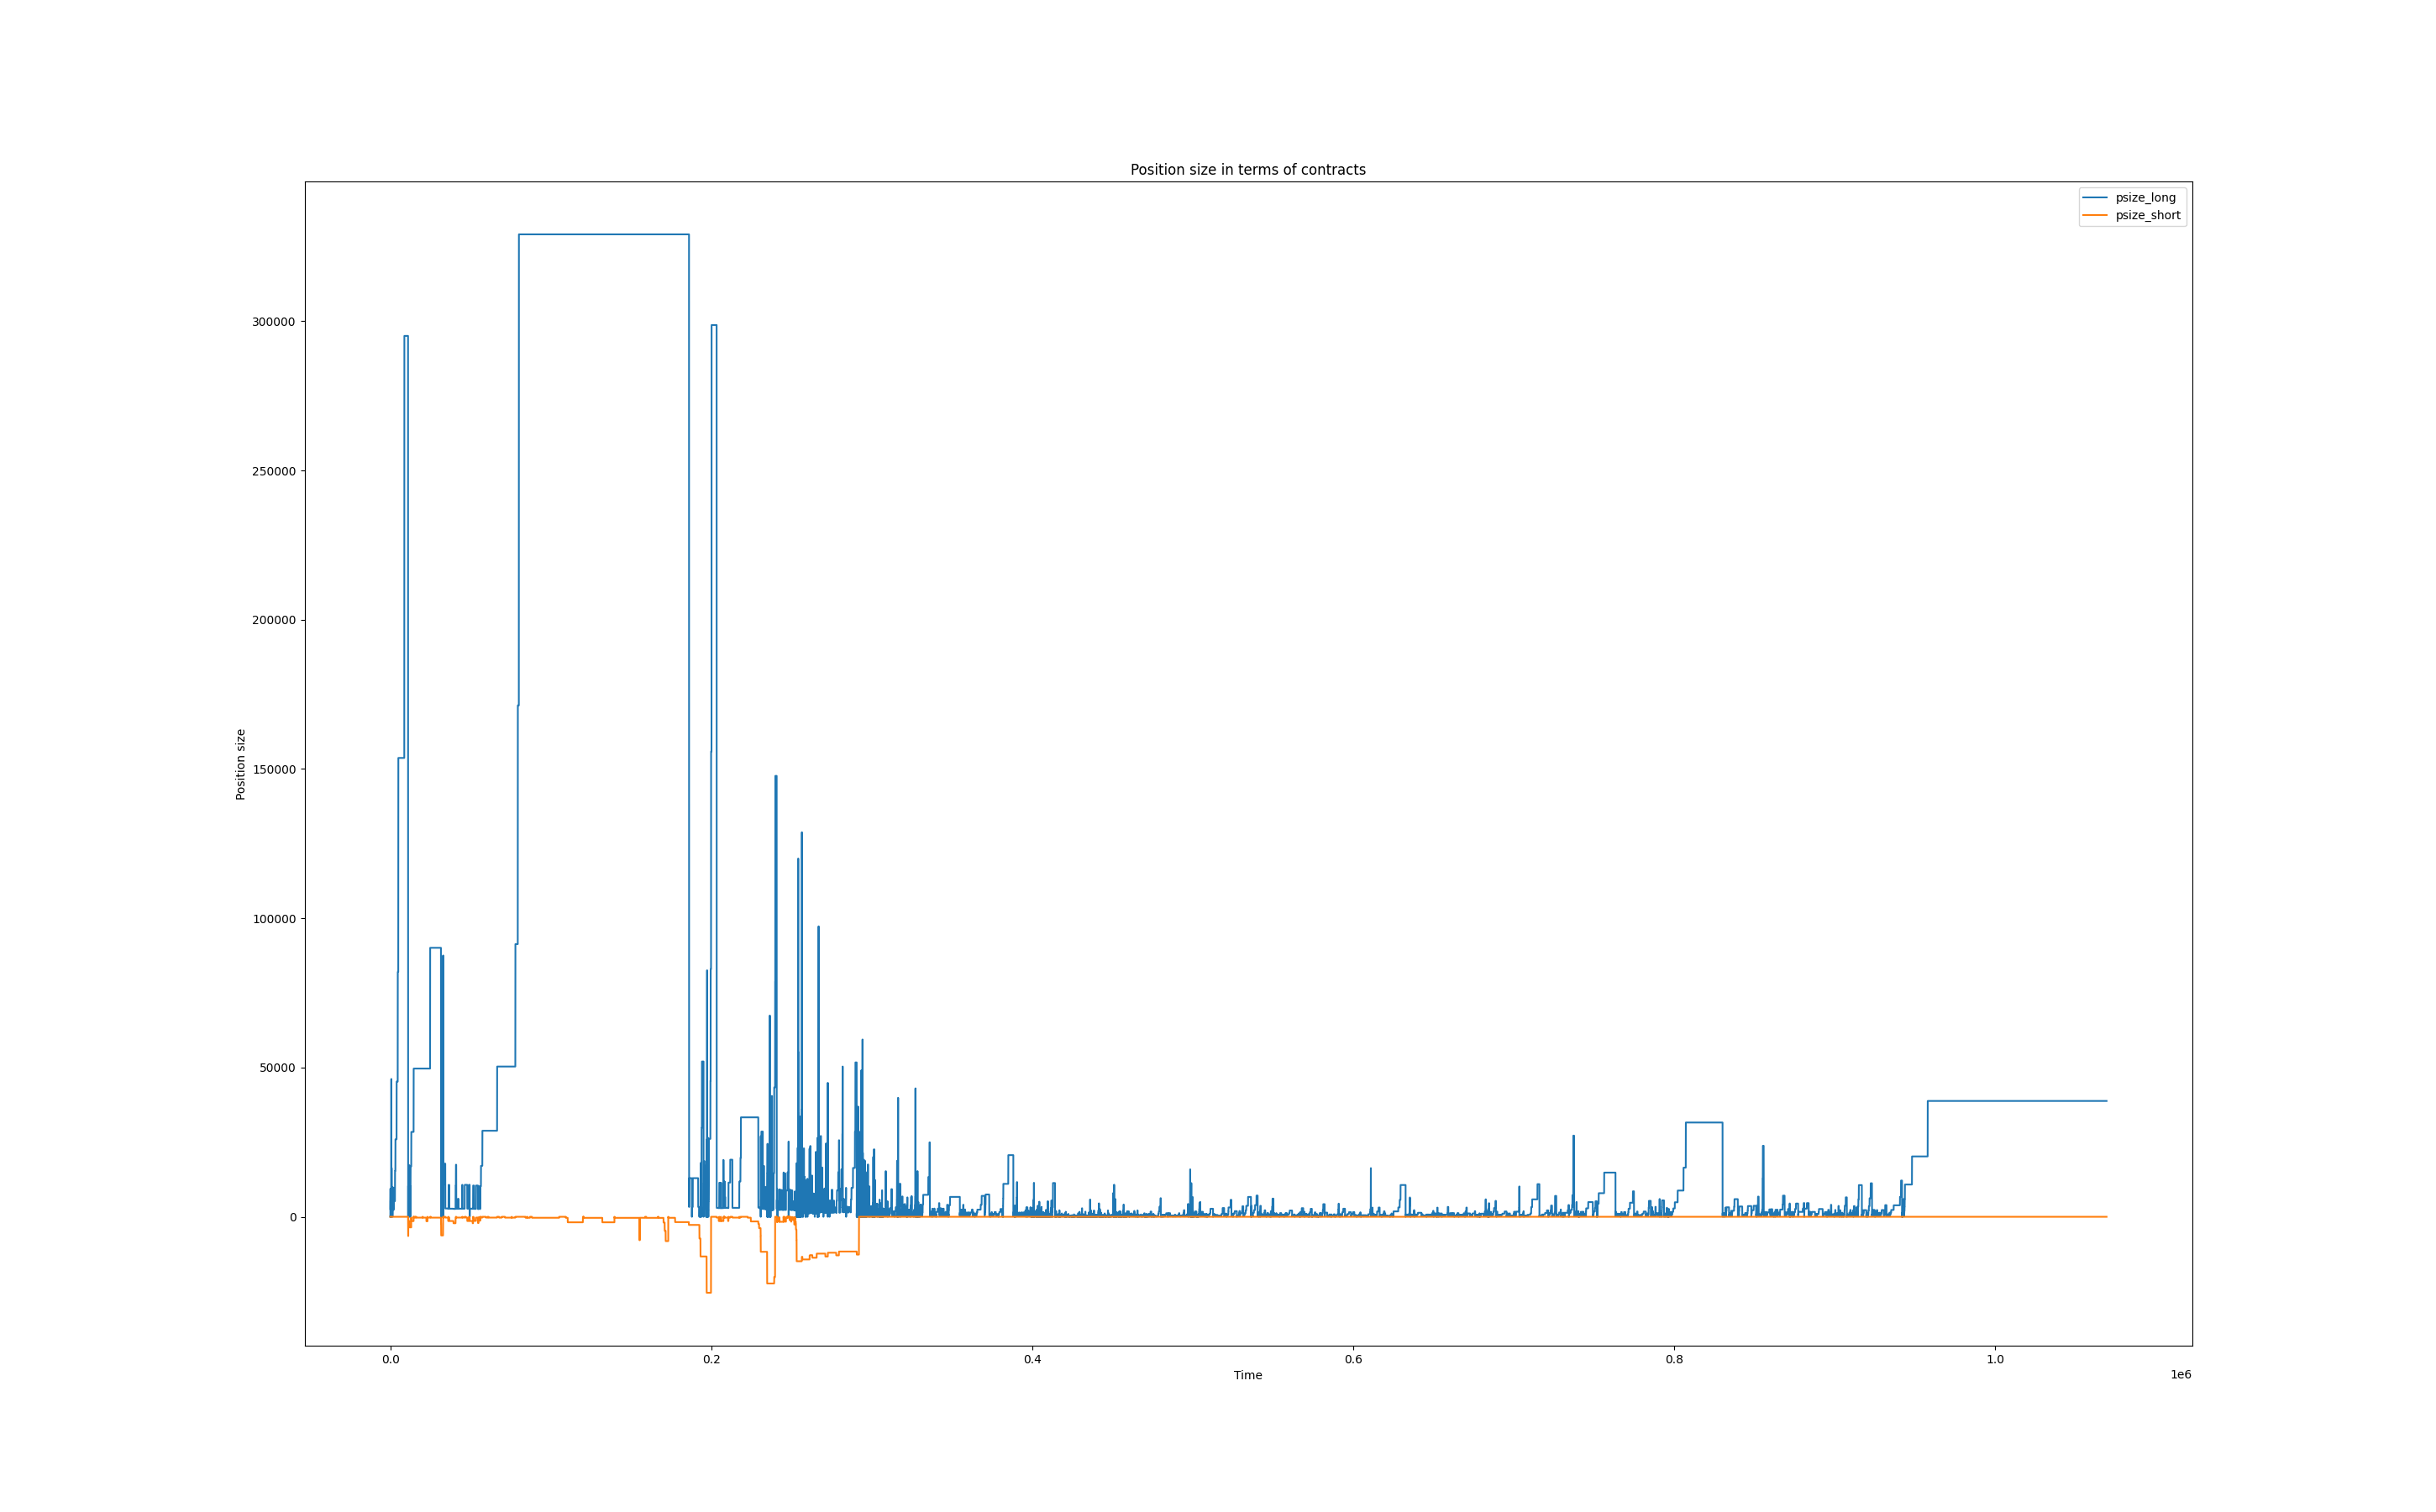 Position size in terms of contracts
psize_long
psize_short
300000
250000
200000
150000
100000
50000
0
Position size
0.0 0.2 0.4 0.6 0.8 1.0
Time
1e6